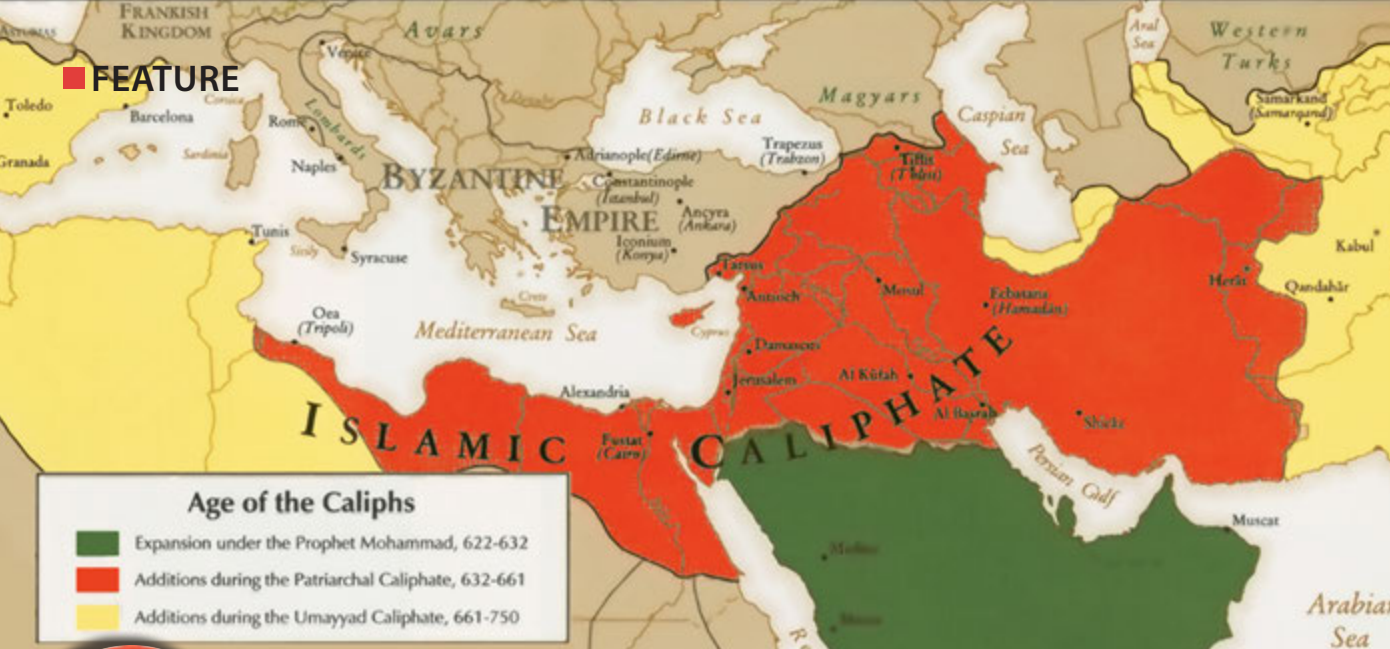 FRANKISH
KINGDOM
Avars
Western
Turks
Aral
Sea
Venice
FEATURE
Magyars
Samarkand
(Samarqand)
Toledo
Barcelona
Corsica
Rome
Lombards
Danube
Black Sea
Caspian
Sea
Trapezus
(Trabzon)
Tiflis
(Tbilisi)
Granada
Sardinia
Naples
Adrianople(Edirne)
BYZANTINE
EMPIRE
Constantinople
(Istanbul)
Ancyra
(Ankara)
Iconium
(Konya)
Tunis
Sicily
Syracuse
Kabul
Tarsus
Antioch
Mosul
Ecbatana
(Hamadan)
Herāt
Qandahār
Crete
Oea
(Tripoli)
Mediterranean Sea
Cyprus
Damascus
Jerusalem
Al Kūfah
Al Basrah
Alexandria
Fustat
(Cairo)
ISLAMIC CALIPHATE
Persian Gulf
Muscat
Medina
Arabian
Sea
Age of the Caliphs
Expansion under the Prophet Mohammad, 622-632
Additions during the Patriarchal Caliphate, 632-661
Additions during the Umayyad Caliphate, 661-750